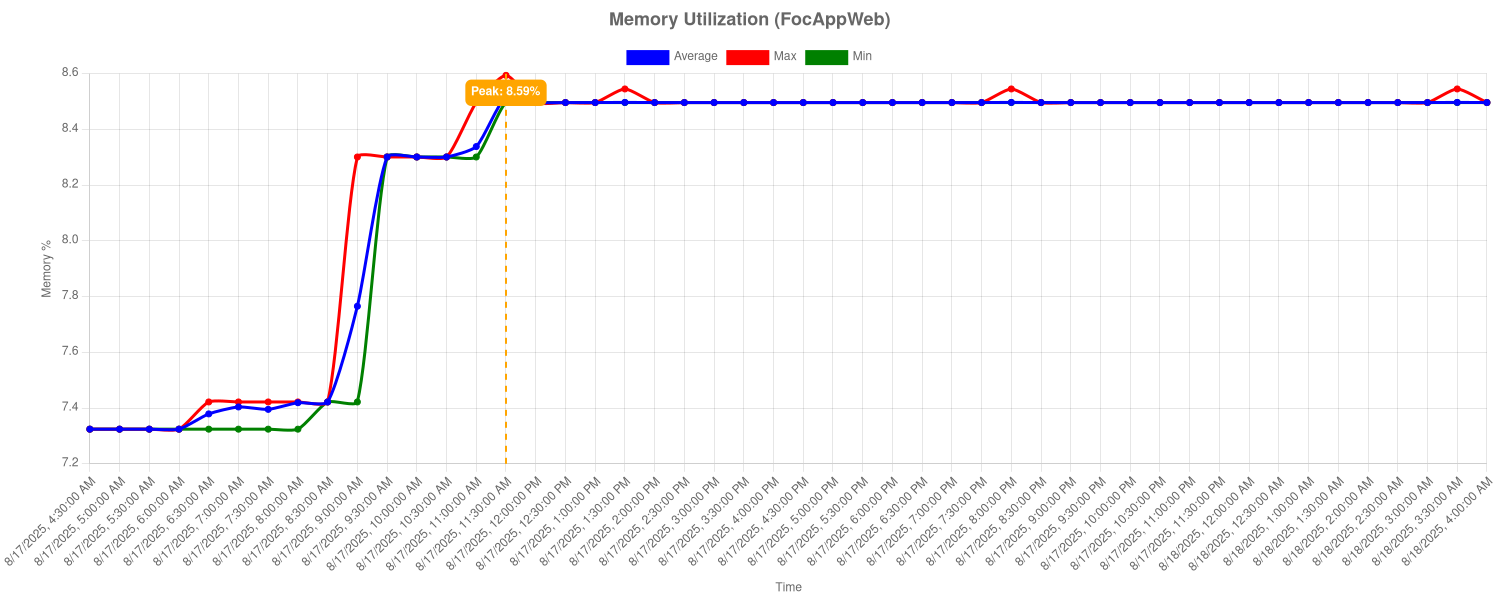 Memory Utilization (FocAppWeb)
Average Max Min
8.6
8.4
8.2
8.0
7.8
7.6
7.4
7.2
Memory %
Peak: 8.59%
8/17/2025, 4:30:00 AM
8/17/2025, 5:00:00 AM
8/17/2025, 5:30:00 AM
8/17/2025, 6:00:00 AM
8/17/2025, 6:30:00 AM
8/17/2025, 7:00:00 AM
8/17/2025, 7:30:00 AM
8/17/2025, 8:00:00 AM
8/17/2025, 8:30:00 AM
8/17/2025, 9:00:00 AM
8/17/2025, 9:30:00 AM
8/17/2025, 10:00:00 AM
8/17/2025, 10:30:00 AM
8/17/2025, 11:00:00 AM
8/17/2025, 11:30:00 AM
8/17/2025, 12:00:00 PM
8/17/2025, 12:30:00 PM
8/17/2025, 1:00:00 PM
8/17/2025, 1:30:00 PM
8/17/2025, 2:00:00 PM
8/17/2025, 2:30:00 PM
8/17/2025, 3:00:00 PM
8/17/2025, 3:30:00 PM
8/17/2025, 4:00:00 PM
8/17/2025, 4:30:00 PM
8/17/2025, 5:00:00 PM
8/17/2025, 5:30:00 PM
8/17/2025, 6:00:00 PM
8/17/2025, 6:30:00 PM
8/17/2025, 7:00:00 PM
8/17/2025, 7:30:00 PM
8/17/2025, 8:00:00 PM
8/17/2025, 8:30:00 PM
8/17/2025, 9:00:00 PM
8/17/2025, 9:30:00 PM
8/17/2025, 10:00:00 PM
8/17/2025, 10:30:00 PM
8/17/2025, 11:00:00 PM
8/17/2025, 11:30:00 PM
8/18/2025, 12:00:00 AM
8/18/2025, 12:30:00 AM
8/18/2025, 1:00:00 AM
8/18/2025, 1:30:00 AM
8/18/2025, 2:00:00 AM
8/18/2025, 2:30:00 AM
8/18/2025, 3:00:00 AM
8/18/2025, 3:30:00 AM
8/18/2025, 4:00:00 AM
Time